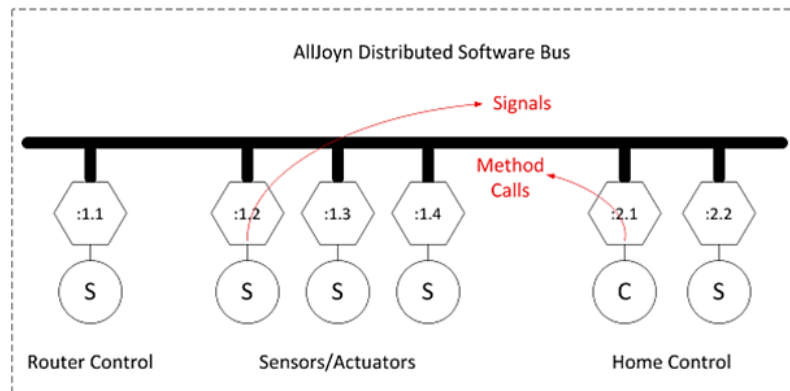 AllJoyn Distributed Software Bus
Signals
Method
Calls
:1.1
:1.2
:1.3
:1.4
:2.1
:2.2
S
S
S
S
C
S
Router Control
Sensors/Actuators
Home Control